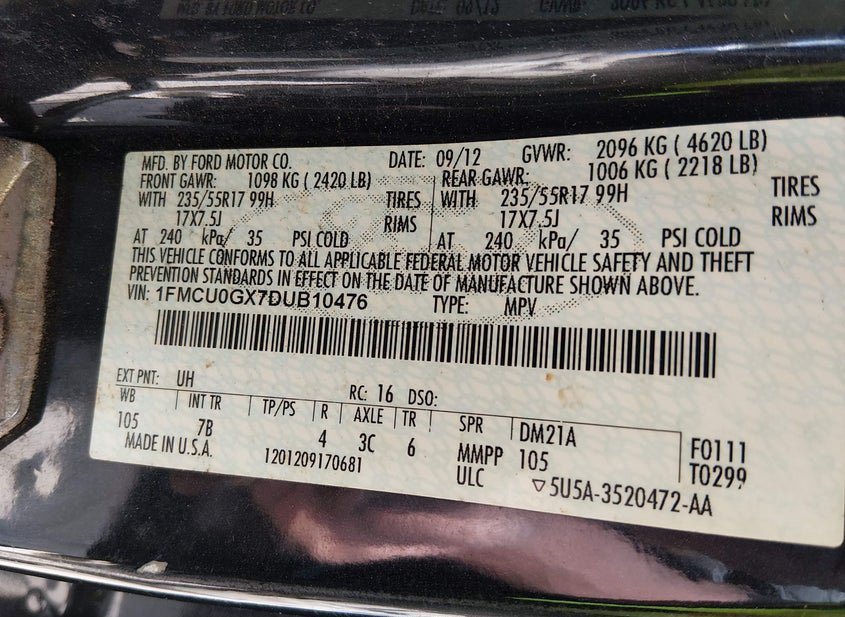 MFD. BY FORD MOTOR CO. DATE: 09/12 GVWR: 2096 KG ( 4620 LB)
FRONT GAWR: 1098 KG ( 2420 LB) REAR GAWR: 1006 KG ( 2218 LB)
WITH 235/55R17 99H TIRES WITH 235/55R17 99H TIRES
17X7.5J RIMS 17X7.5J RIMS
AT 240 kPa/ 35 PSI COLD AT 240 kPa/ 35 PSI COLD
THIS VEHICLE CONFORMS TO ALL APPLICABLE FEDERAL MOTOR VEHICLE SAFETY AND THEFT
PREVENTION STANDARDS IN EFFECT ON THE DATE OF MANUFACTURE SHOWN ABOVE.
VIN: 1FMCU0GX7DUB10476 TYPE: MPV
EXT PNT: UH RC: 16 DSO:
WB INT TR TP/PS R AXLE TR SPR DM21A F0111
105 7B 4 3C 6 MMPP 105 T0299
MADE IN U.S.A. 1201209170681 ULC ▽5U5A-3520472-AA